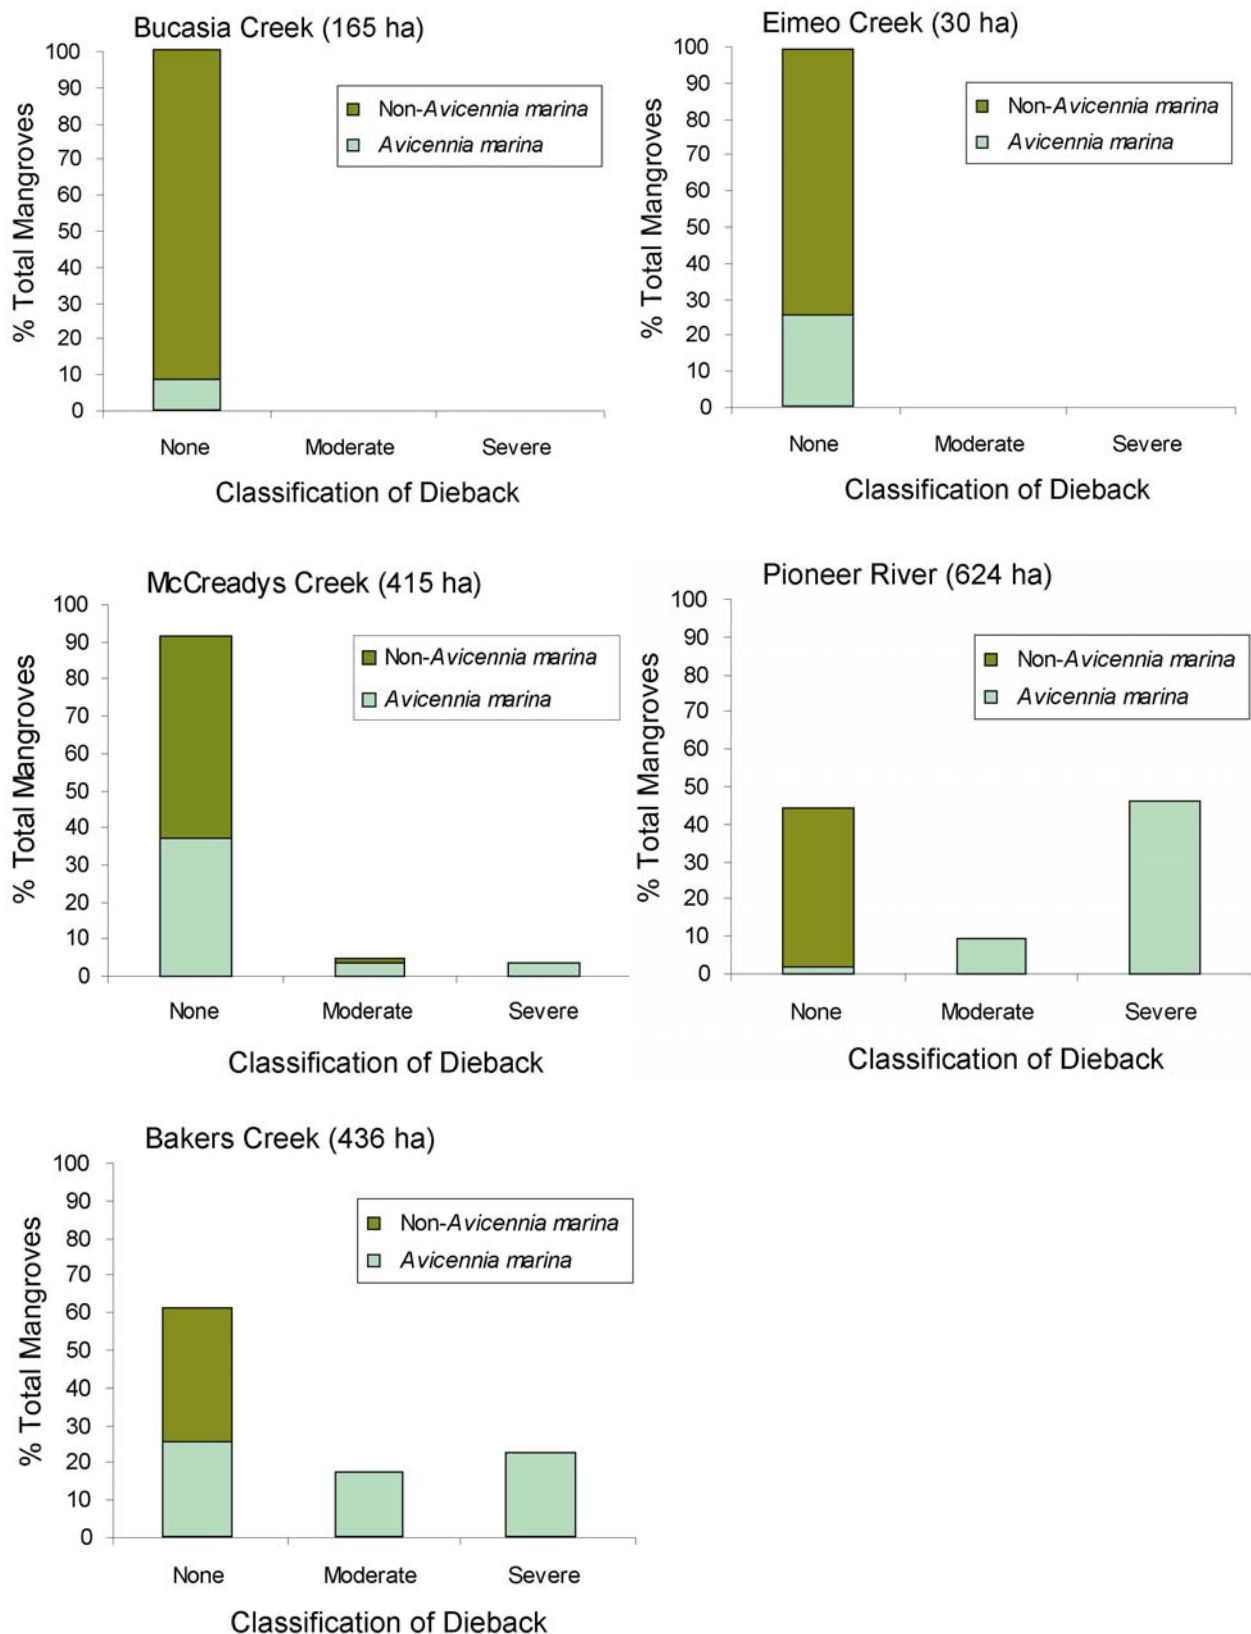 Bucasia Creek (165 ha)
% Total Mangroves
100
90
80
70
60
50
40
30
20
10
0
Non-Avicennia marina
Avicennia marina
None Moderate Severe
Classification of Dieback
Eimeo Creek (30 ha)
% Total Mangroves
100
90
80
70
60
50
40
30
20
10
0
Non-Avicennia marina
Avicennia marina
None Moderate Severe
Classification of Dieback
McCreadys Creek (415 ha)
% Total Mangroves
100
90
80
70
60
50
40
30
20
10
0
Non-Avicennia marina
Avicennia marina
None Moderate Severe
Classification of Dieback
Pioneer River (624 ha)
% Total Mangroves
100
90
80
70
60
50
40
30
20
10
0
Non-Avicennia marina
Avicennia marina
None Moderate Severe
Classification of Dieback
Bakers Creek (436 ha)
% Total Mangroves
100
90
80
70
60
50
40
30
20
10
0
Non-Avicennia marina
Avicennia marina
None Moderate Severe
Classification of Dieback